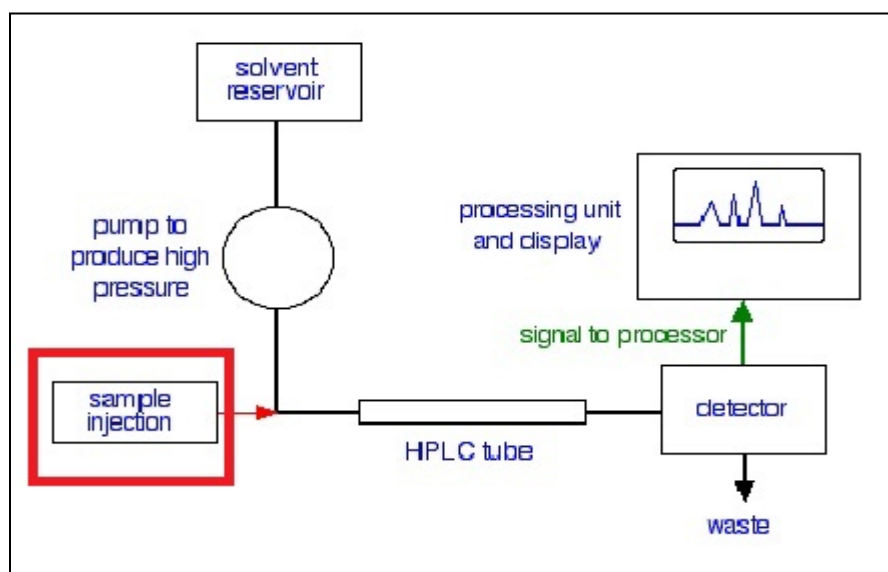 solvent
reservoir
pump to
produce high
pressure
processing unit
and display
signal to processor
sample
injection
HPLC tube
detector
waste